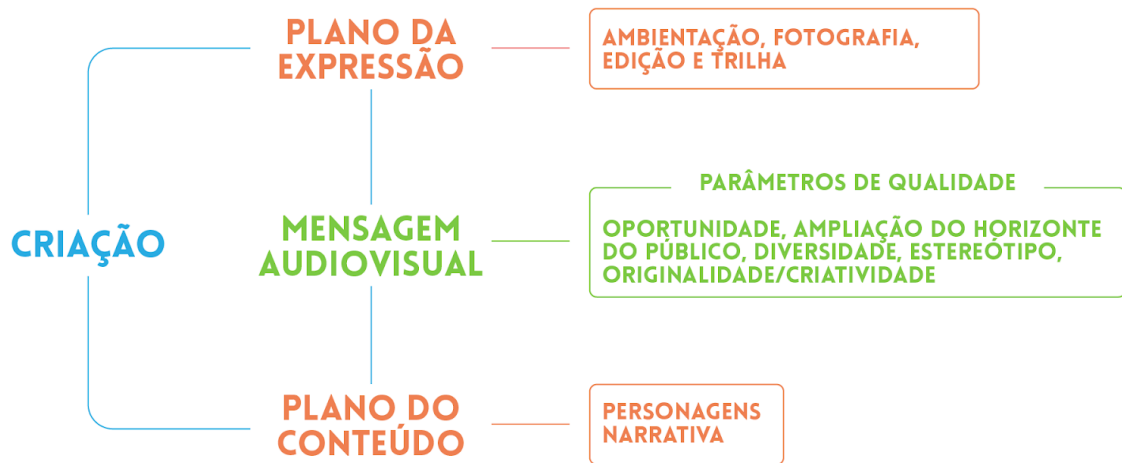 PLANO DA
EXPRESSÃO
AMBIENTAÇÃO, FOTOGRAFIA,
EDIÇÃO E TRILHA
PARÂMETROS DE QUALIDADE
CRIAÇÃO
MENSAGEM
AUDIOVISUAL
OPORTUNIDADE, AMPLIAÇÃO DO HORIZONTE
DO PÚBLICO, DIVERSIDADE, ESTEREÓTIPO,
ORIGINALIDADE/CRIATIVIDADE
PLANO DO
CONTEÚDO
PERSONAGENS
NARRATIVA